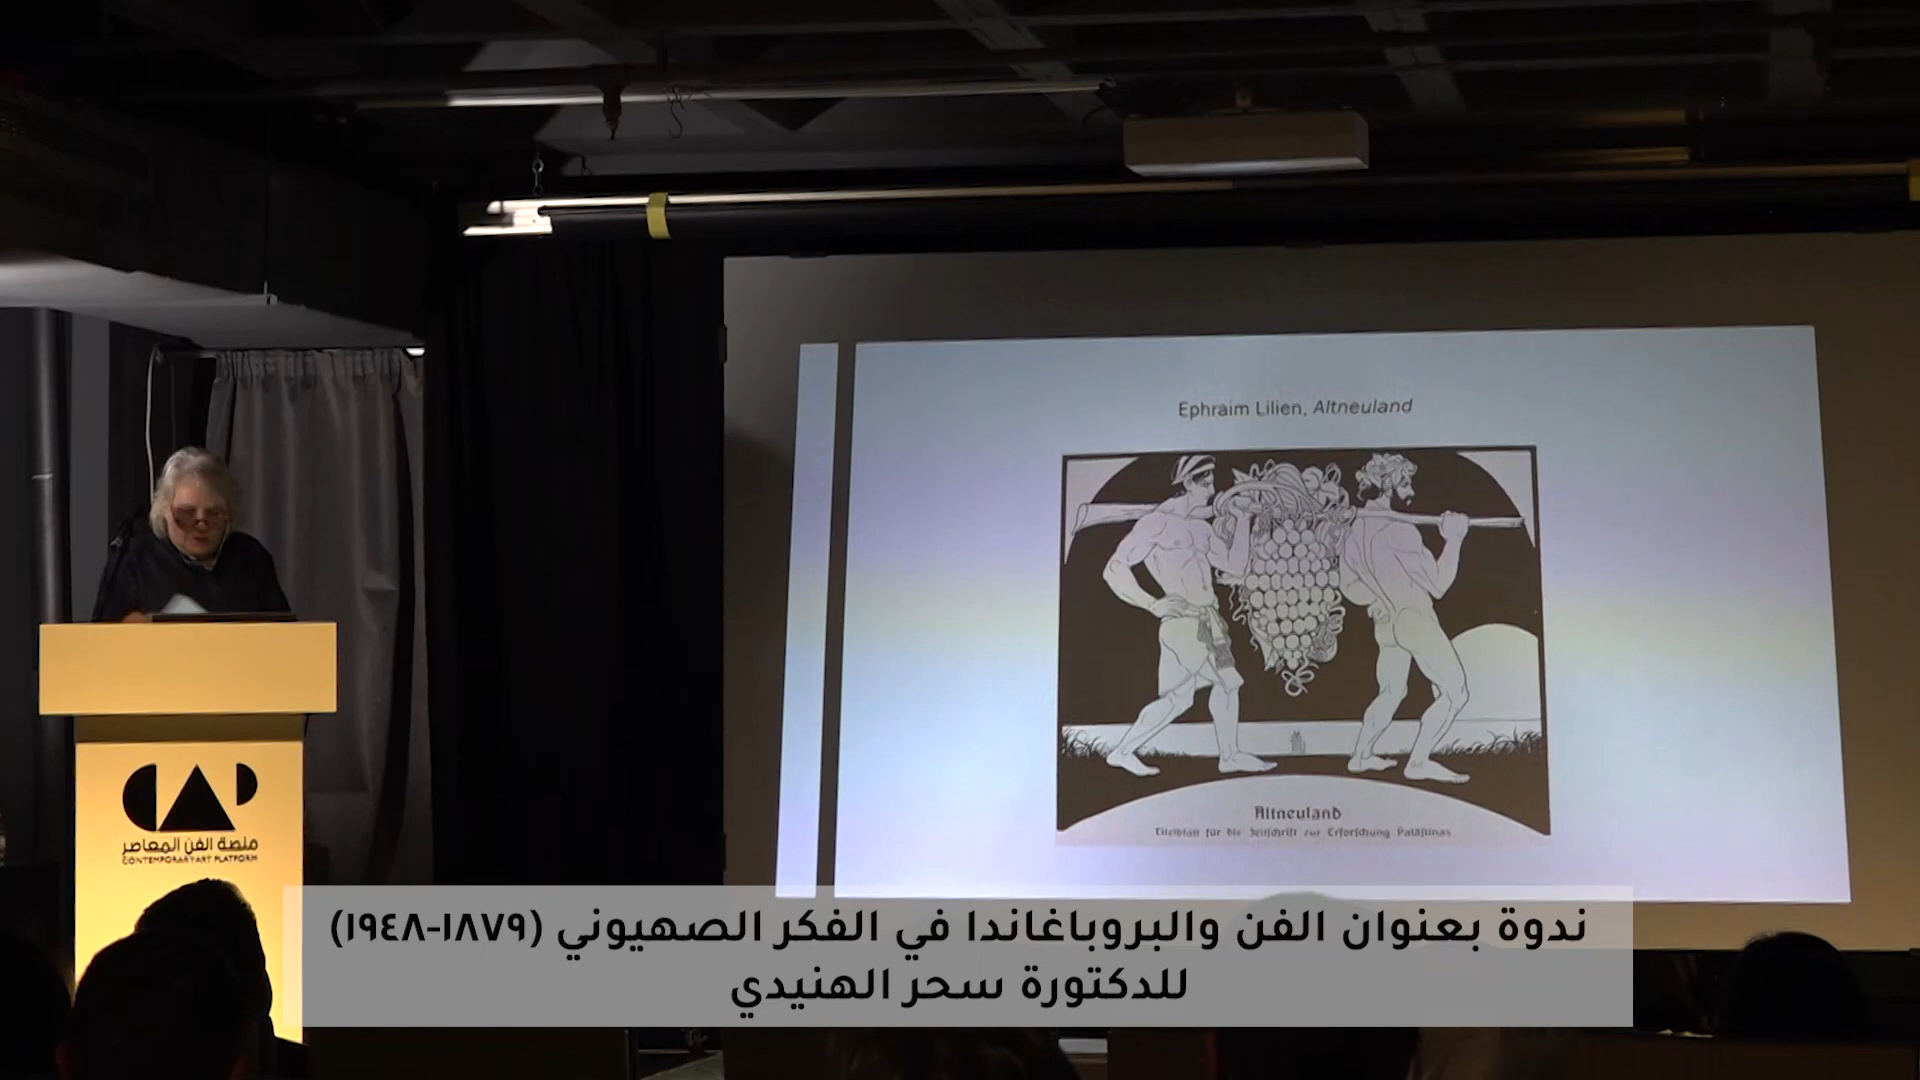 Ephraim Lilien, Altneuland
Altneuland
Titelblatt für die Zeitschrift zur Erforschung Palästinas
منصة الفن المعاصر
CONTEMPORARY ART PLATFORM
ندوة بعنوان الفن والبروباغاندا في الفكر الصهيوني (١٨٧٩-١٩٤٨)
للدكتورة سحر الهنيدي